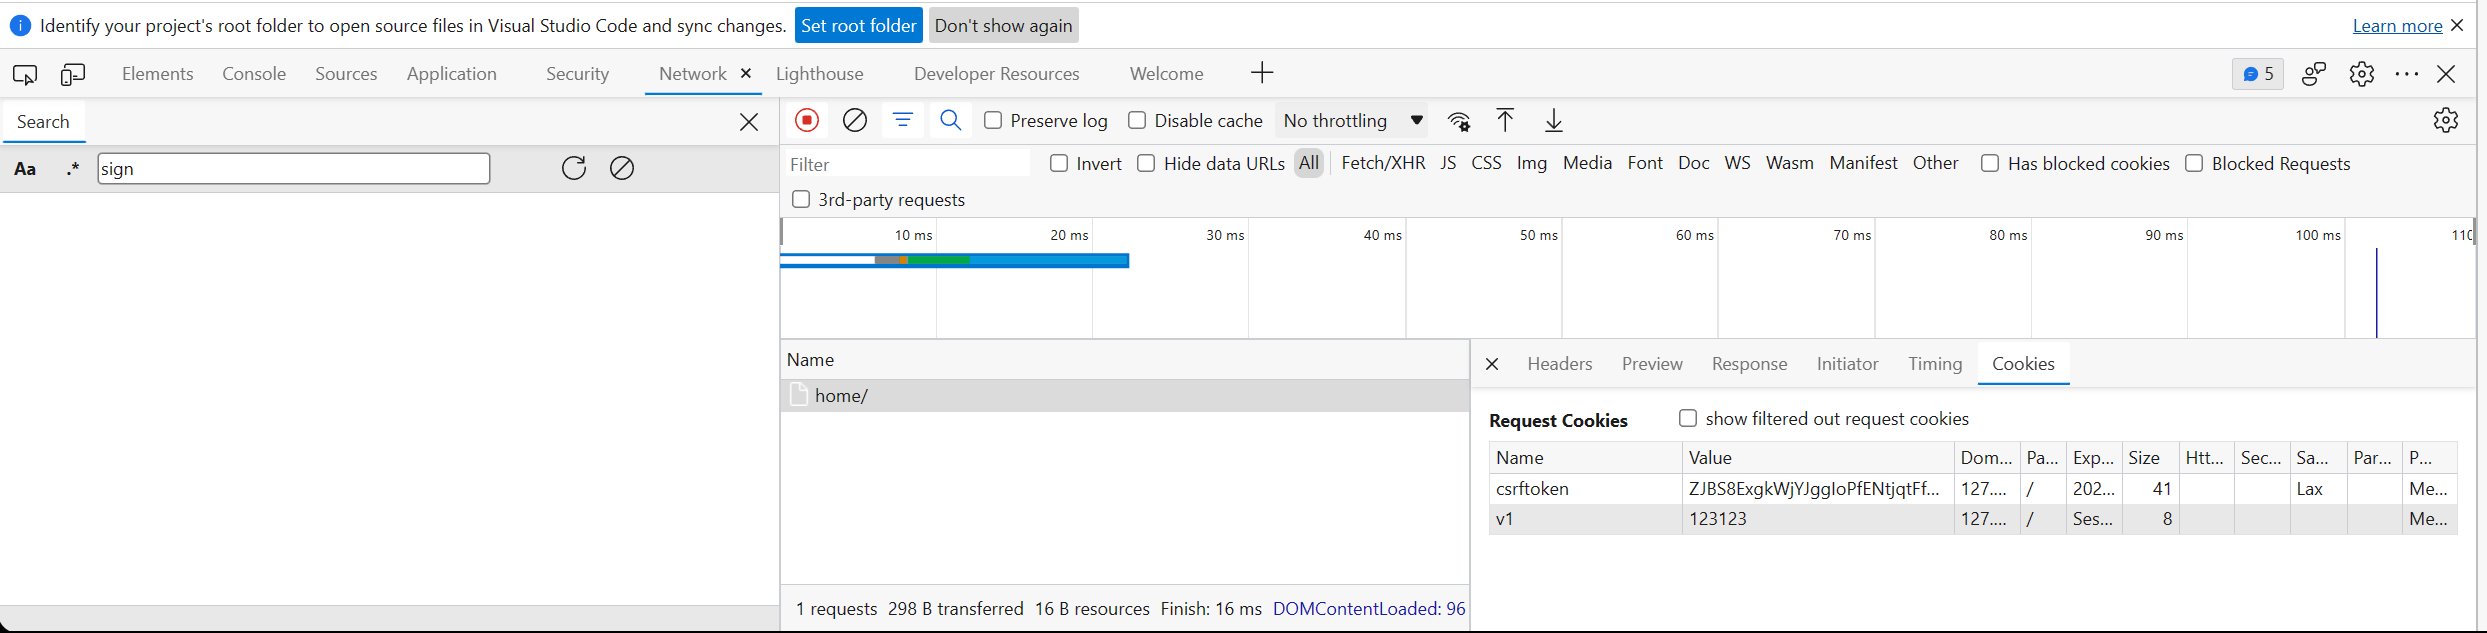 Identify your project's root folder to open source files in Visual Studio Code and sync changes. Set root folder Don't show again Learn more
Elements Console Sources Application Security Network Lighthouse Developer Resources Welcome 5
Search
Preserve log Disable cache No throttling
Aa .* sign
Filter Invert Hide data URLs All Fetch/XHR JS CSS Img Media Font Doc WS Wasm Manifest Other Has blocked cookies Blocked Requests
3rd-party requests
10 ms 20 ms 30 ms 40 ms 50 ms 60 ms 70 ms 80 ms 90 ms 100 ms 110
Name
home/
Headers Preview Response Initiator Timing Cookies
Request Cookies show filtered out request cookies
Name Value Dom... Pa... Exp... Size Htt... Sec... Sa... Par... P...
csrftoken ZJBS8ExgkWjYJggIoPfENtjqtFf... 127.... / 202... 41 Lax Me...
v1 123123 127.... / Ses... 8 Me...
1 requests 298 B transferred 16 B resources Finish: 16 ms DOMContentLoaded: 96